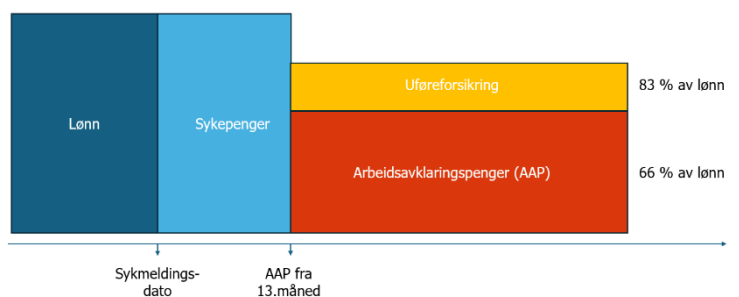 Uføreforsikring
83 % av lønn
Lønn
Sykepenger
Arbeidsavklaringspenger (AAP)
66 % av lønn
Sykmeldings-
dato
AAP fra
13.måned